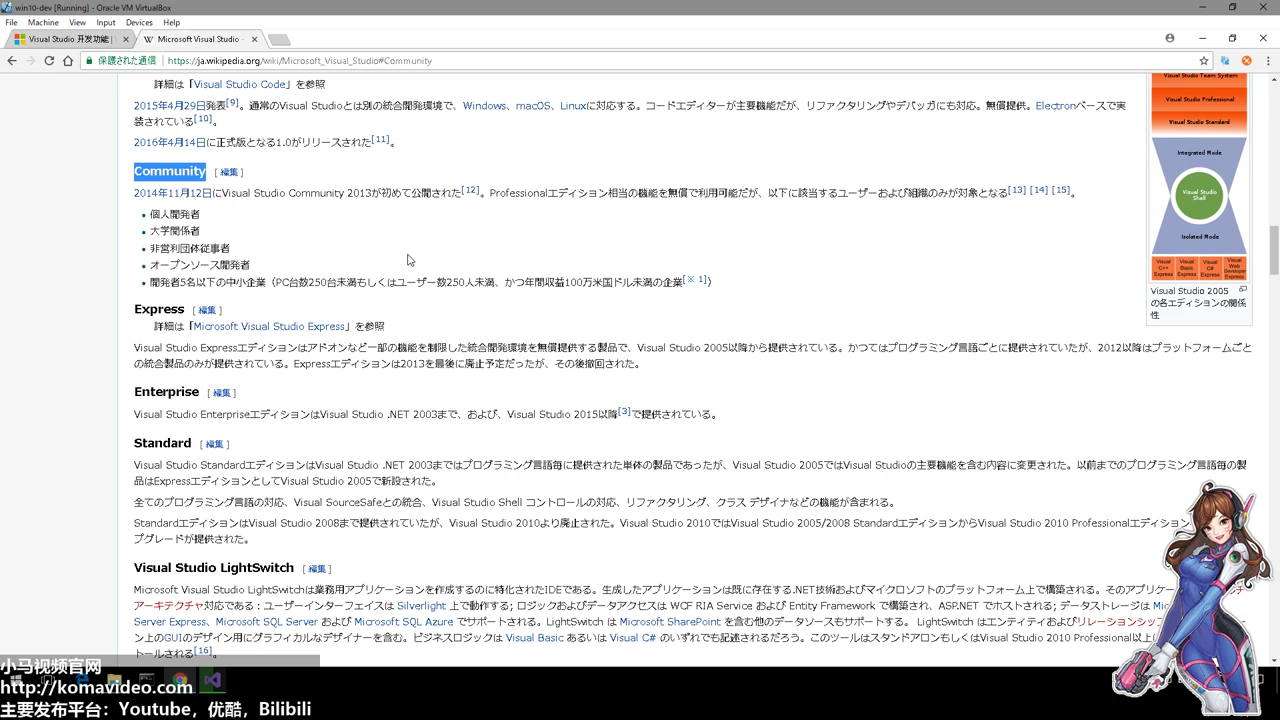 win10-dev [Running] - Oracle VM VirtualBox
File Machine View Input Devices Help
Visual Studio 开发功能 | Microsoft Visual Studio -
保護された通信 | https://ja.wikipedia.org/wiki/Microsoft_Visual_Studio#Community
詳細は「Visual Studio Code」を参照
2015年4月29日発表[9]。通常のVisual Studioとは別の統合開発環境で、Windows、macOS、Linuxに対応する。コードエディターが主要機能だが、リファクタリングやデバッガにも対応。無償提供。Electronベースで実
装されている[10]。
2016年4月14日に正式版となる1.0がリリースされた[11]。
Community [編集]
2014年11月12日にVisual Studio Community 2013が初めて公開された[12]。Professionalエディション相当の機能を無償で利用可能だが、以下に該当するユーザーおよび組織のみが対象となる[13] [14] [15]。
• 個人開発者
• 大学関係者
• 非営利団体従事者
• オープンソース開発者
• 開発者5名以下の中小企業（PC台数250台未満もしくはユーザー数250人未満、かつ年間収益100万米国ドル未満の企業[※ 1]）
Express [編集]
詳細は「Microsoft Visual Studio Express」を参照
Visual Studio Expressエディションはアドオンなど一部の機能を制限した統合開発環境を無償提供する製品で、Visual Studio 2005以降から提供されている。かつてはプログラミング言語ごとに提供されていたが、2012以降はプラットフォームごと
の統合製品のみが提供されている。Expressエディションは2013を最後に廃止予定だったが、その後撤回された。
Enterprise [編集]
Visual Studio EnterpriseエディションはVisual Studio .NET 2003まで、および、Visual Studio 2015以降[3]で提供されている。
Standard [編集]
Visual Studio StandardエディションはVisual Studio .NET 2003まではプログラミング言語毎に提供された単体の製品であったが、Visual Studio 2005ではVisual Studioの主要機能を含む内容に変更された。以前までのプログラミング言語毎の製
品はExpressエディションとしてVisual Studio 2005で新設された。
全てのプログラミング言語の対応、Visual SourceSafeとの統合、Visual Studio Shell コントロールの対応、リファクタリング、クラス デザイナなどの機能が含まれる。
StandardエディションはVisual Studio 2008まで提供されていたが、Visual Studio 2010より廃止された。Visual Studio 2010ではVisual Studio 2005/2008 StandardエディションからVisual Studio 2010 Professionalエディション
プグレードが提供された。
Visual Studio LightSwitch [編集]
Microsoft Visual Studio LightSwitchは業務用アプリケーションを作成するのに特化されたIDEである。生成したアプリケーションは既に存在する.NET技術およびマイクロソフトのプラットフォーム上で構築される。そのアプリケー
アーキテクチャ対応である：ユーザーインターフェイスは Silverlight 上で動作する; ロジックおよびデータアクセスは WCF RIA Service および Entity Framework で構築され、ASP.NET でホストされる; データストレージは Mic
Server Express、Microsoft SQL Server および Microsoft SQL Azure でサポートされる。LightSwitch は Microsoft SharePoint を含む他のデータソースもサポートする。 LightSwitch はエンティティおよびリレーションシッ
ン上のGUIのデザイン用にグラフィカルなデザイナーを含む。ビジネスロジックは Visual Basic あるいは Visual C# のいずれでも記述されるだろう。このツールはスタンドアロンもしくはVisual Studio 2010 Professional以上
トールされる[16]。
Visual Studio Team System
Visual Studio Professional
Visual Studio Standard
Integrated Mode
Visual Studio
Shell
Isolated Mode
Visual C++ Express
Visual Basic Express
Visual C# Express
Visual Web Developer Express
Visual Studio 2005
の各エディションの関係
性
小马视频官网
http://komavideo.com
主要发布平台：Youtube，优酷，Bilibili